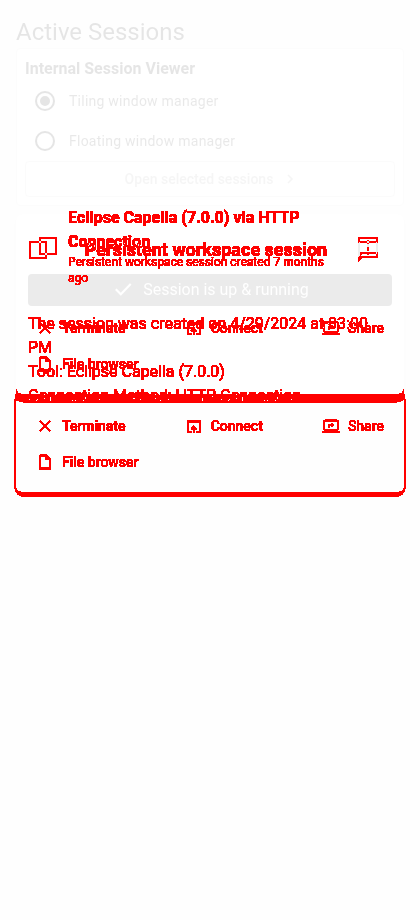 Active Sessions
Internal Session Viewer
Tiling window manager
Floating window manager
Open selected sessions
Eclipse Capella (7.0.0) via HTTP
Connection
Persistent workspace session
Persistent workspace session created 7 months
ago
Session is up & running
The session was created on 4/29/2024 at 03:00
PM
Terminate Connect Share
File browser
Tool: Eclipse Capella (7.0.0)
Connection Method: HTTP Connection
Terminate Connect Share
File browser